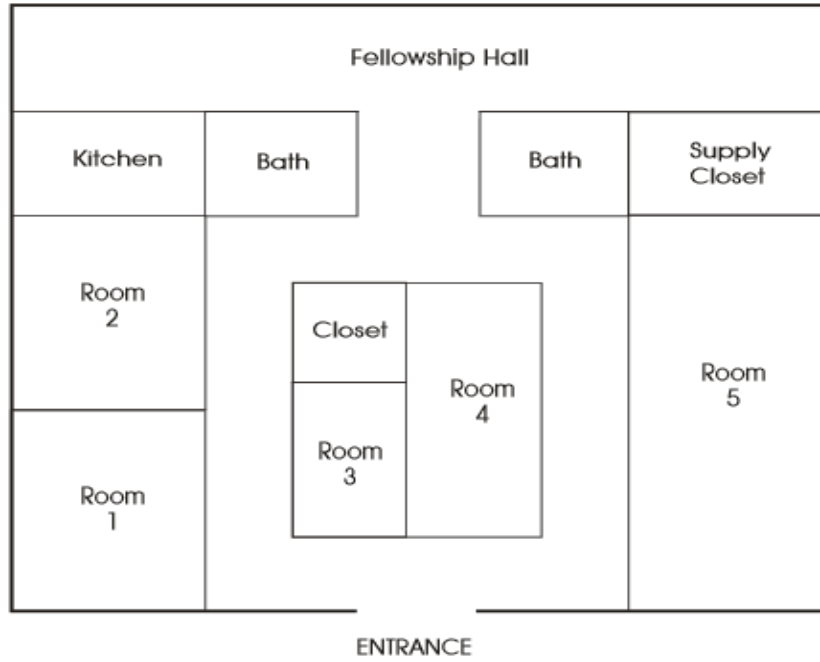 Fellowship Hall
Kitchen
Bath
Bath
Supply
Closet
Room
2
Closet
Room
4
Room
5
Room
3
Room
1
ENTRANCE